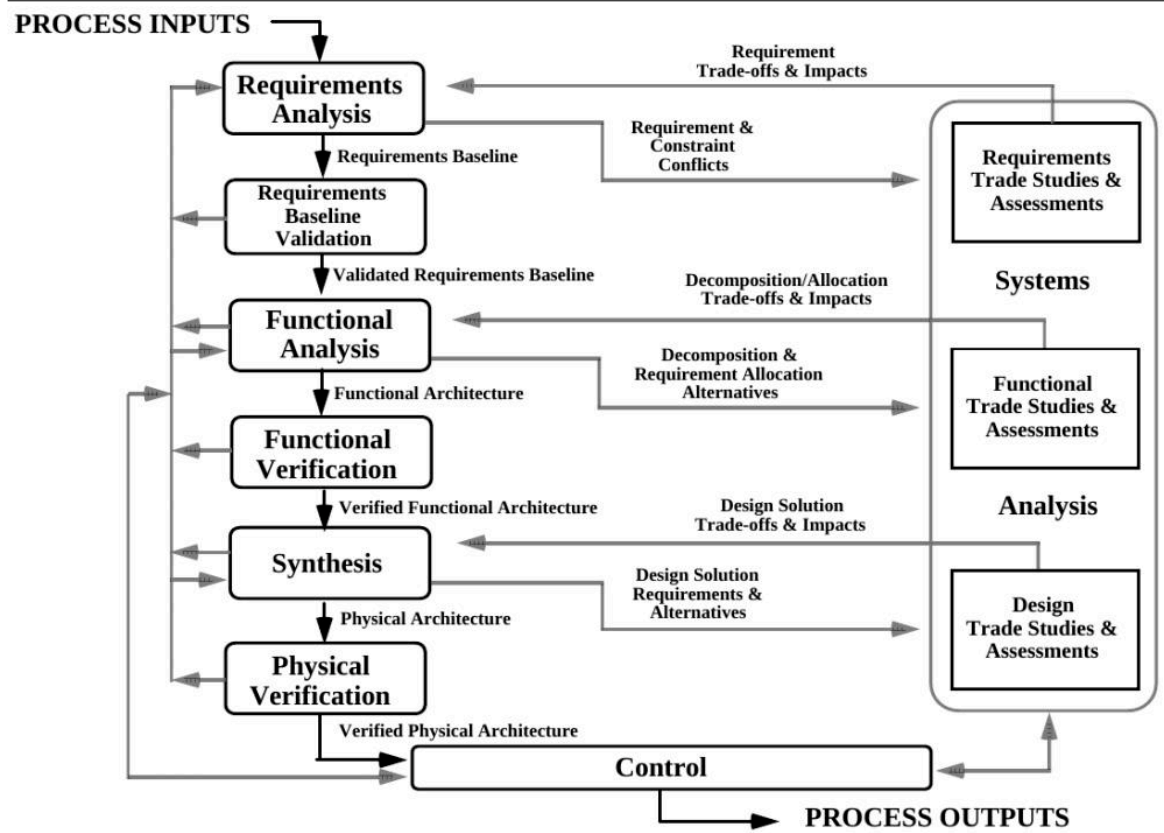 PROCESS INPUTS
Requirement
Trade-offs & Impacts
Requirements
Analysis
Requirement &
Constraint
Conflicts
Requirements
Trade Studies &
Assessments
Requirements Baseline
Requirements
Baseline
Validation
Validated Requirements Baseline
Decomposition/Allocation
Trade-offs & Impacts
Systems
Functional
Analysis
Decomposition &
Requirement Allocation
Alternatives
Functional
Trade Studies &
Assessments
Functional Architecture
Functional
Verification
Verified Functional Architecture
Design Solution
Trade-offs & Impacts
Analysis
Synthesis
Design Solution
Requirements &
Alternatives
Design
Trade Studies &
Assessments
Physical Architecture
Physical
Verification
Verified Physical Architecture
Control
PROCESS OUTPUTS